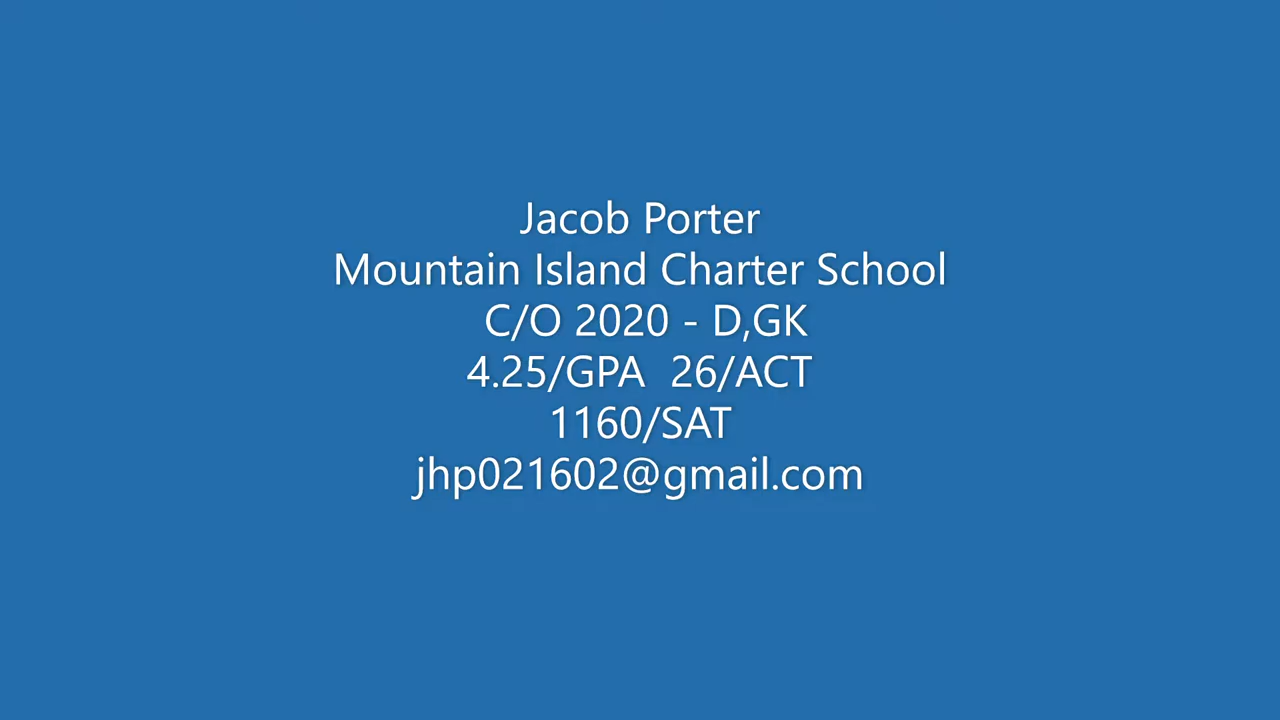 Jacob Porter
Mountain Island Charter School
C/O 2020 - D,GK
4.25/GPA  26/ACT
1160/SAT
jhp021602@gmail.com